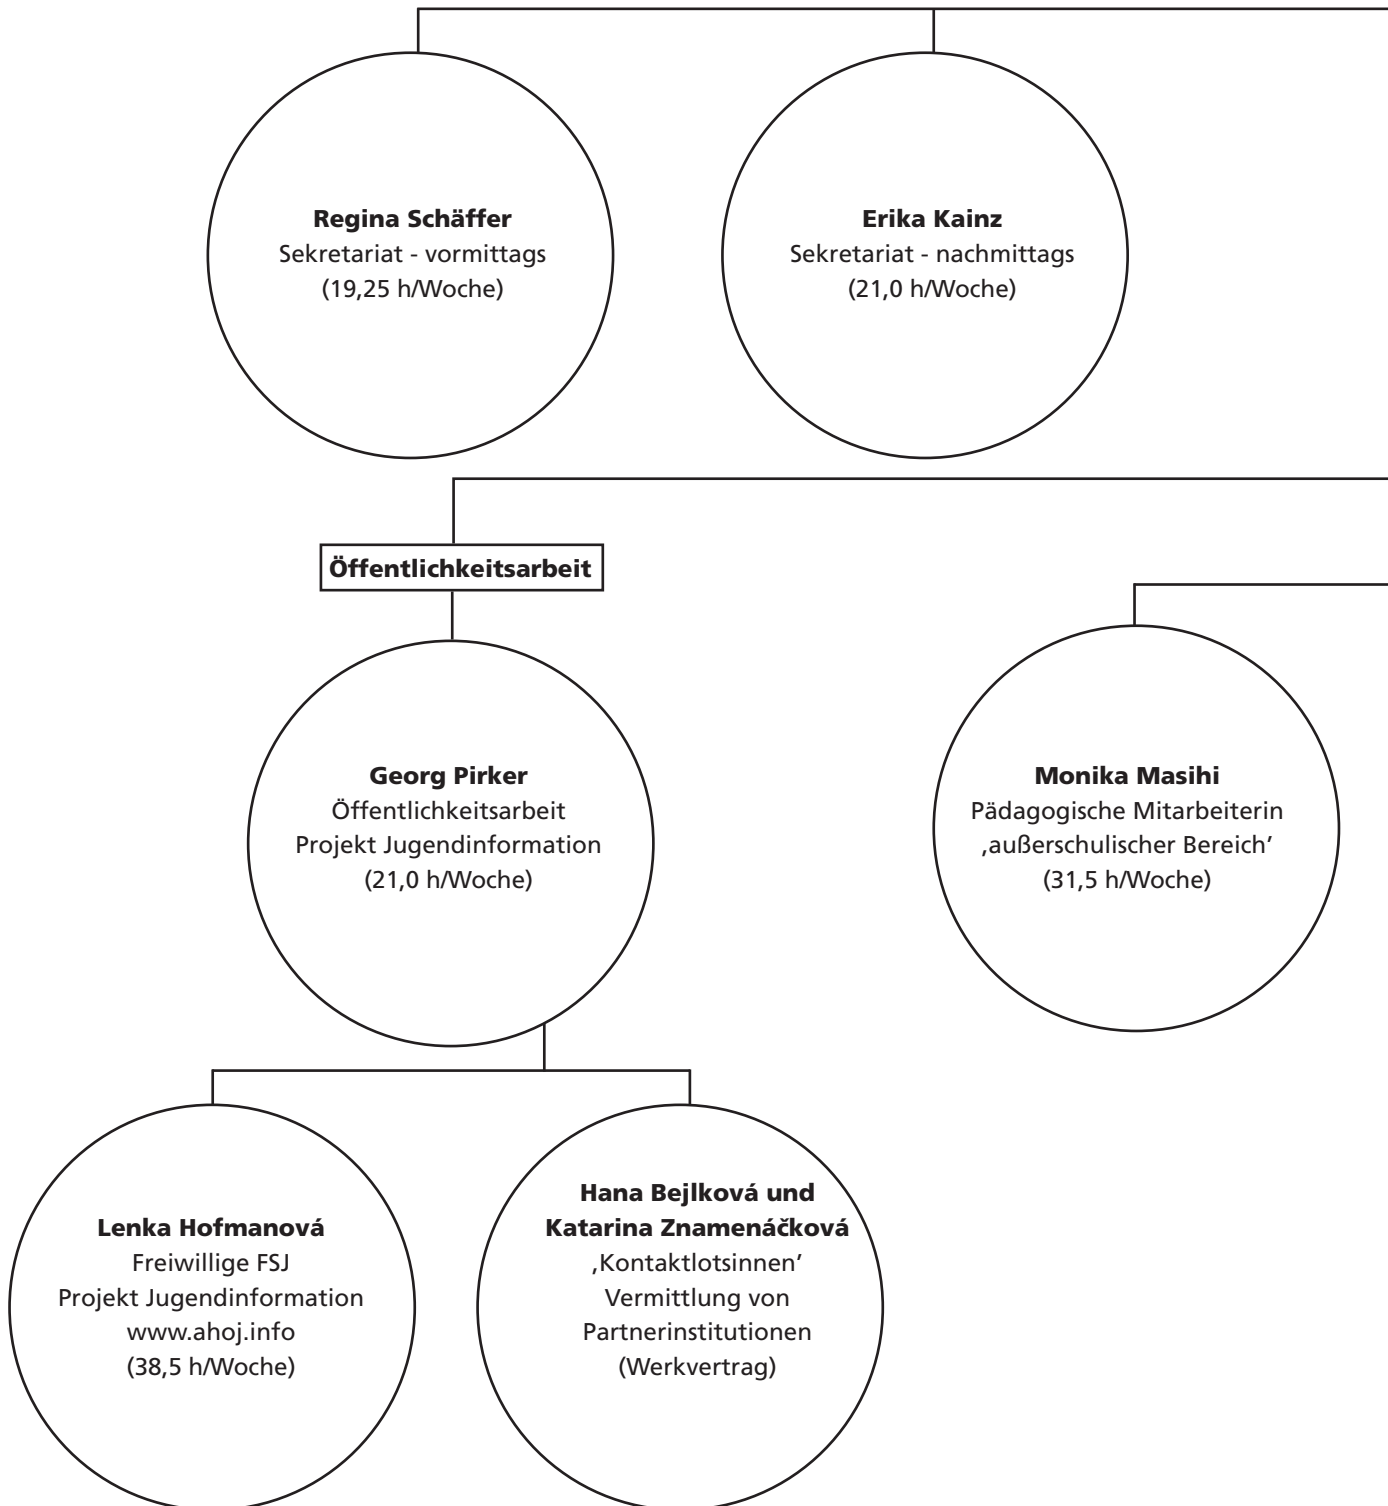 Regina Schäffer
Sekretariat - vormittags
(19,25 h/Woche)
Erika Kainz
Sekretariat - nachmittags
(21,0 h/Woche)
Öffentlichkeitsarbeit
Georg Pirker
Öffentlichkeitsarbeit
Projekt Jugendinformation
(21,0 h/Woche)
Monika Masihi
Pädagogische Mitarbeiterin
‚außerschulischer Bereich’
(31,5 h/Woche)
Lenka Hofmanová
Freiwillige FSJ
Projekt Jugendinformation
www.ahoj.info
(38,5 h/Woche)
Hana Bejlková und
Katarina Znamenáčková
‚Kontaktlotsinnen’
Vermittlung von
Partnerinstitutionen
(Werkvertrag)